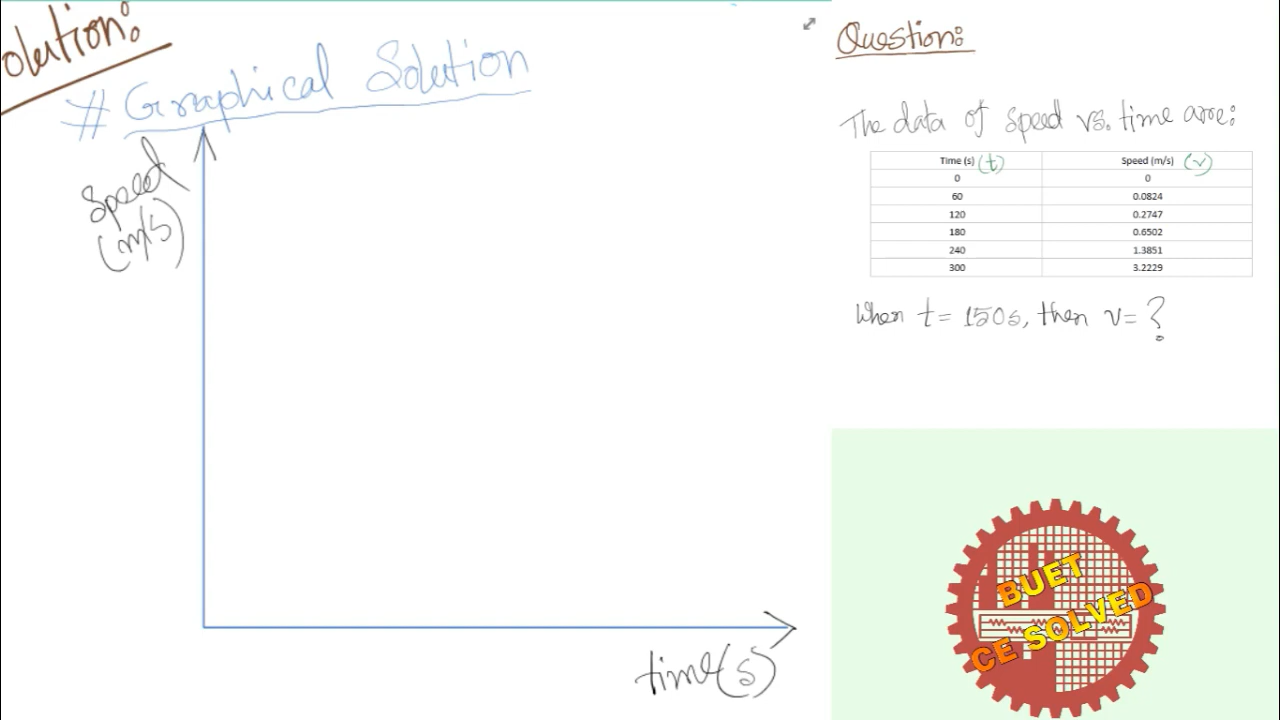 olution:
# Graphical Solution
Speed
(m/s)
time(s)
Question:
The data of speed vs. time are:
Time (s) (t) Speed (m/s) (v)
0 0
60 0.0824
120 0.2747
180 0.6502
240 1.3851
300 3.2229
When t = 150s, then v = ?
BUET
CE SOLVED